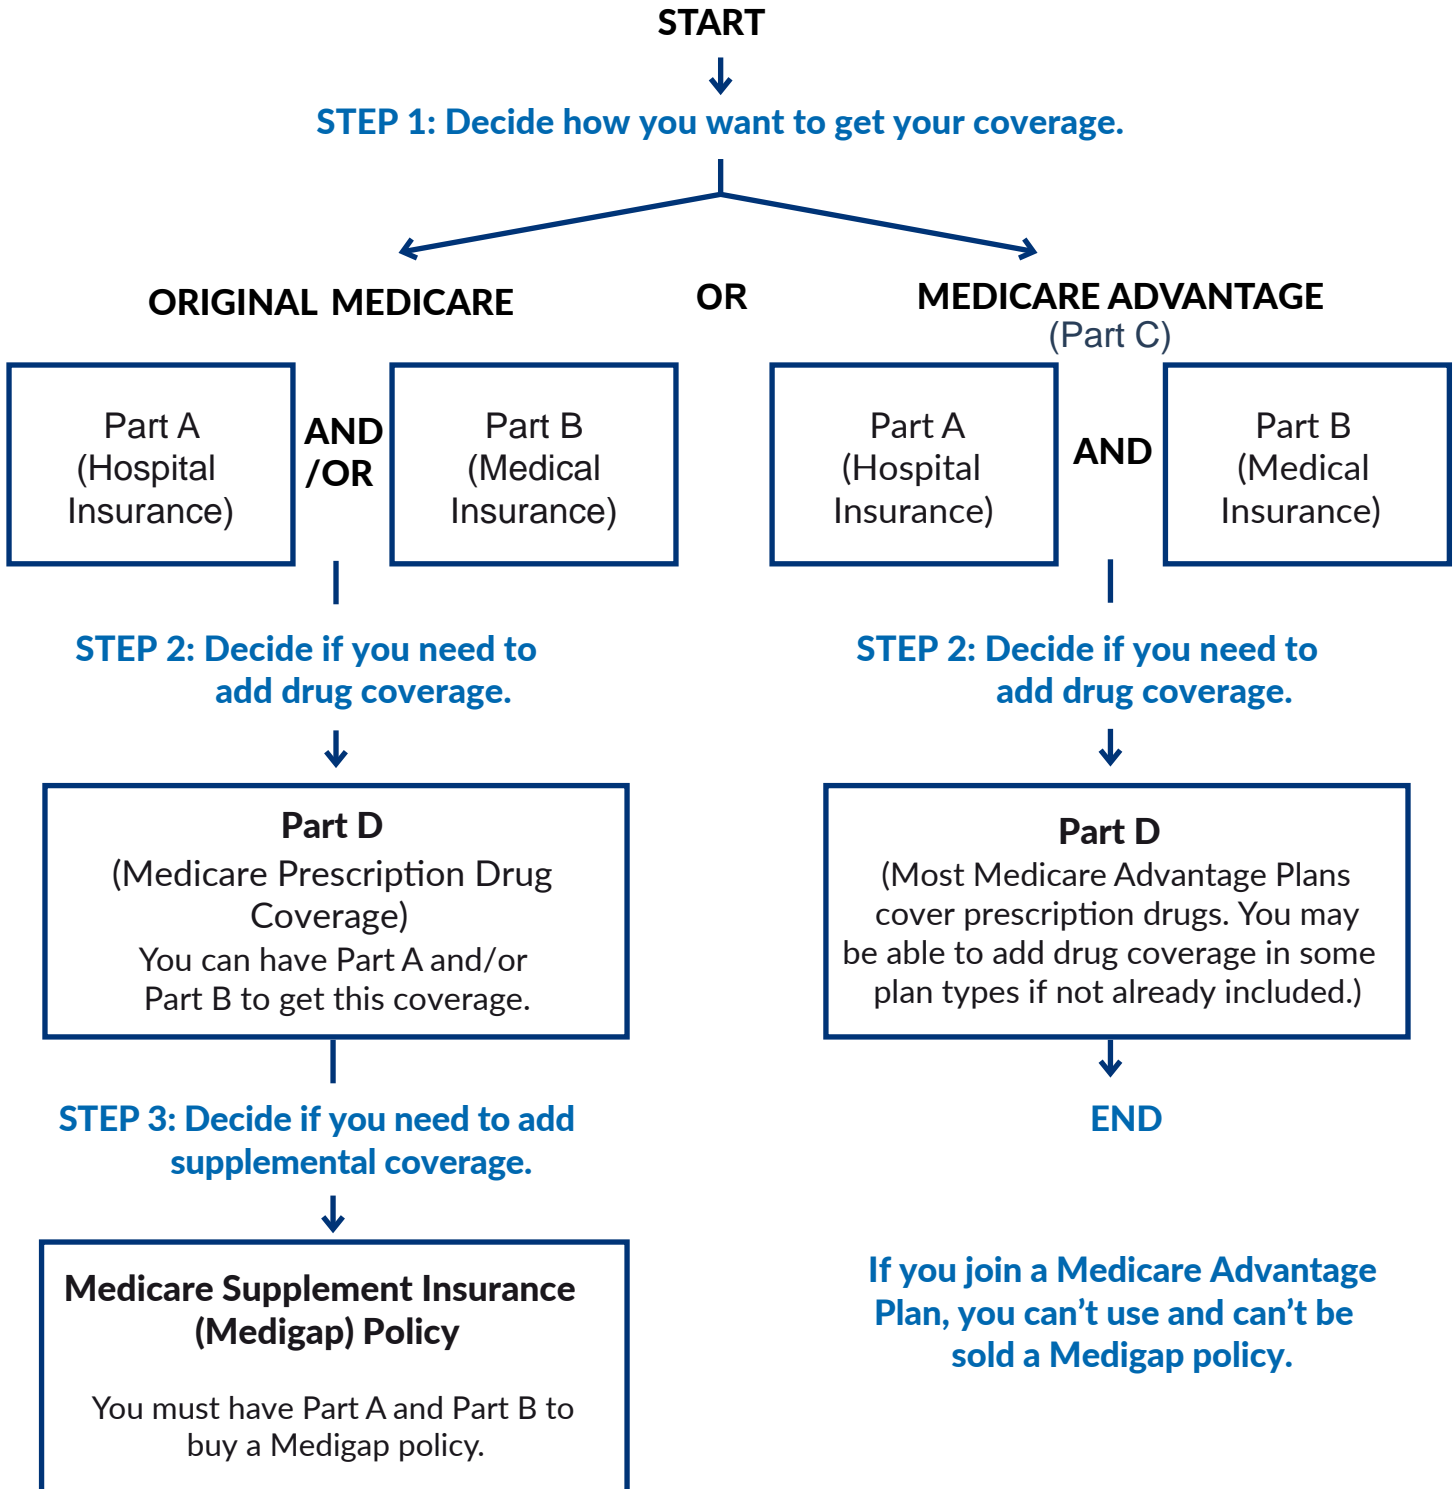 START
STEP 1: Decide how you want to get your coverage.
ORIGINAL MEDICARE
OR
MEDICARE ADVANTAGE
(Part C)
Part A
(Hospital
Insurance)
AND
/OR
Part B
(Medical
Insurance)
Part A
(Hospital
Insurance)
AND
Part B
(Medical
Insurance)
STEP 2: Decide if you need to
add drug coverage.
Part D
(Medicare Prescription Drug
Coverage)
You can have Part A and/or
Part B to get this coverage.
STEP 3: Decide if you need to add
supplemental coverage.
Medicare Supplement Insurance
(Medigap) Policy
You must have Part A and Part B to
buy a Medigap policy.
STEP 2: Decide if you need to
add drug coverage.
Part D
(Most Medicare Advantage Plans
cover prescription drugs. You may
be able to add drug coverage in some
plan types if not already included.)
END
If you join a Medicare Advantage
Plan, you can’t use and can’t be
sold a Medigap policy.